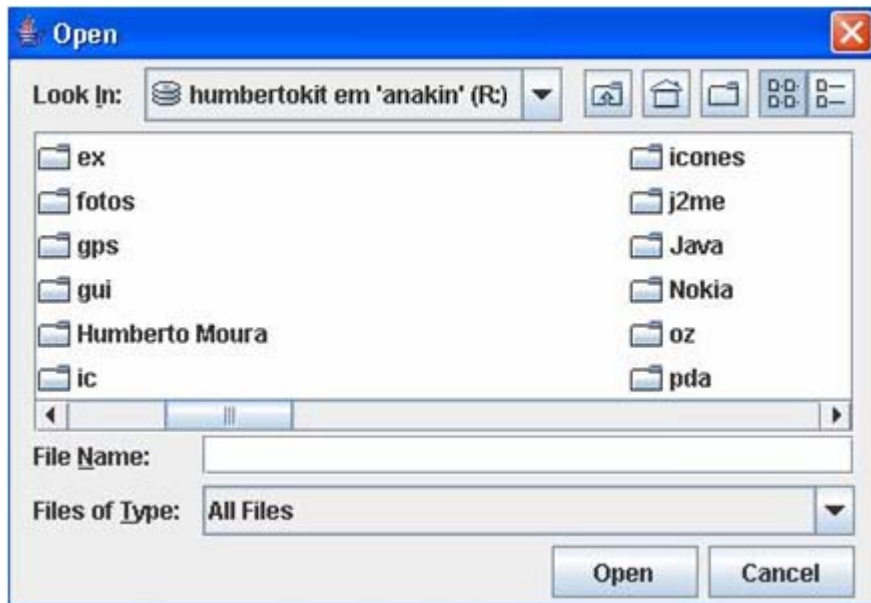 Open
Look In: humbertokit em 'anakin' (R:)
ex
fotos
gps
gui
Humberto Moura
ic
icones
j2me
Java
Nokia
oz
pda
File Name:
Files of Type: All Files
Open Cancel